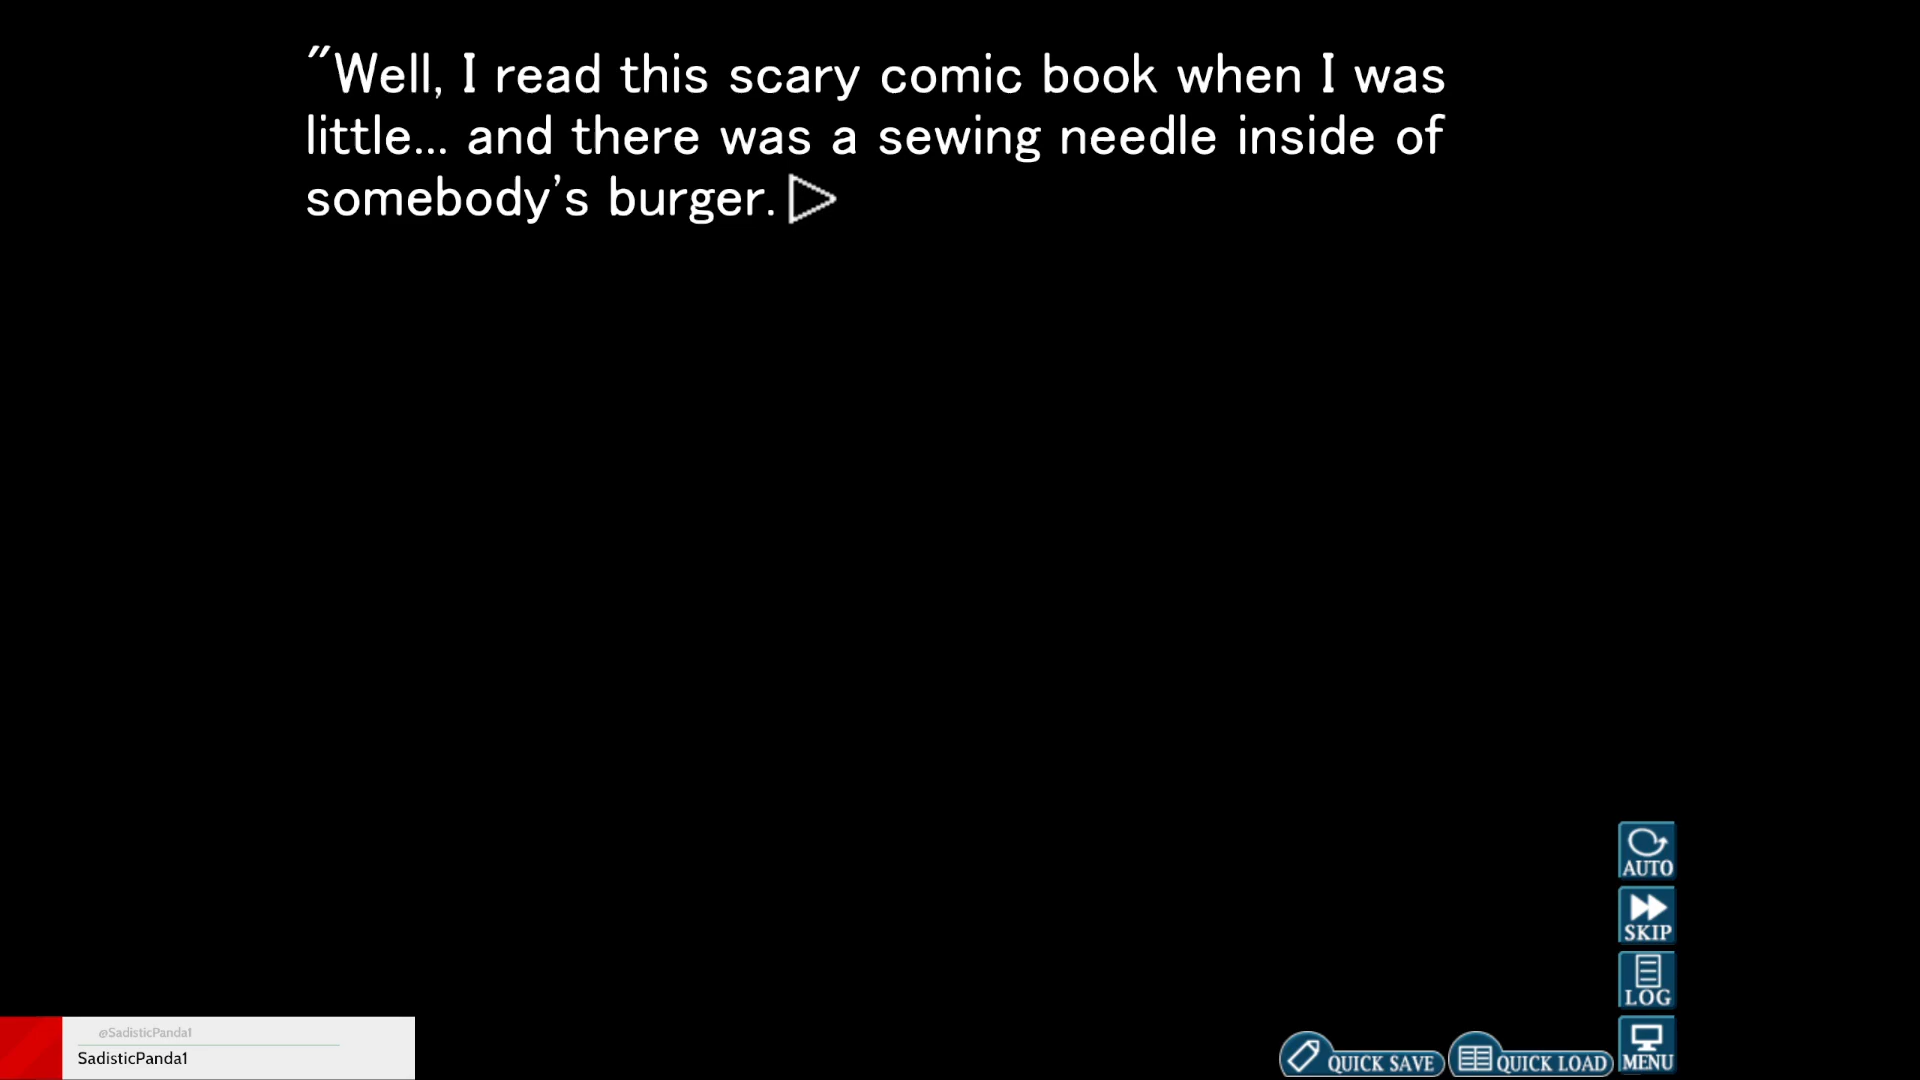 "Well, I read this scary comic book when I was
little... and there was a sewing needle inside of
somebody's burger.
AUTO
SKIP
LOG
MENU
QUICK SAVE
QUICK LOAD
@SadisticPanda1
SadisticPanda1